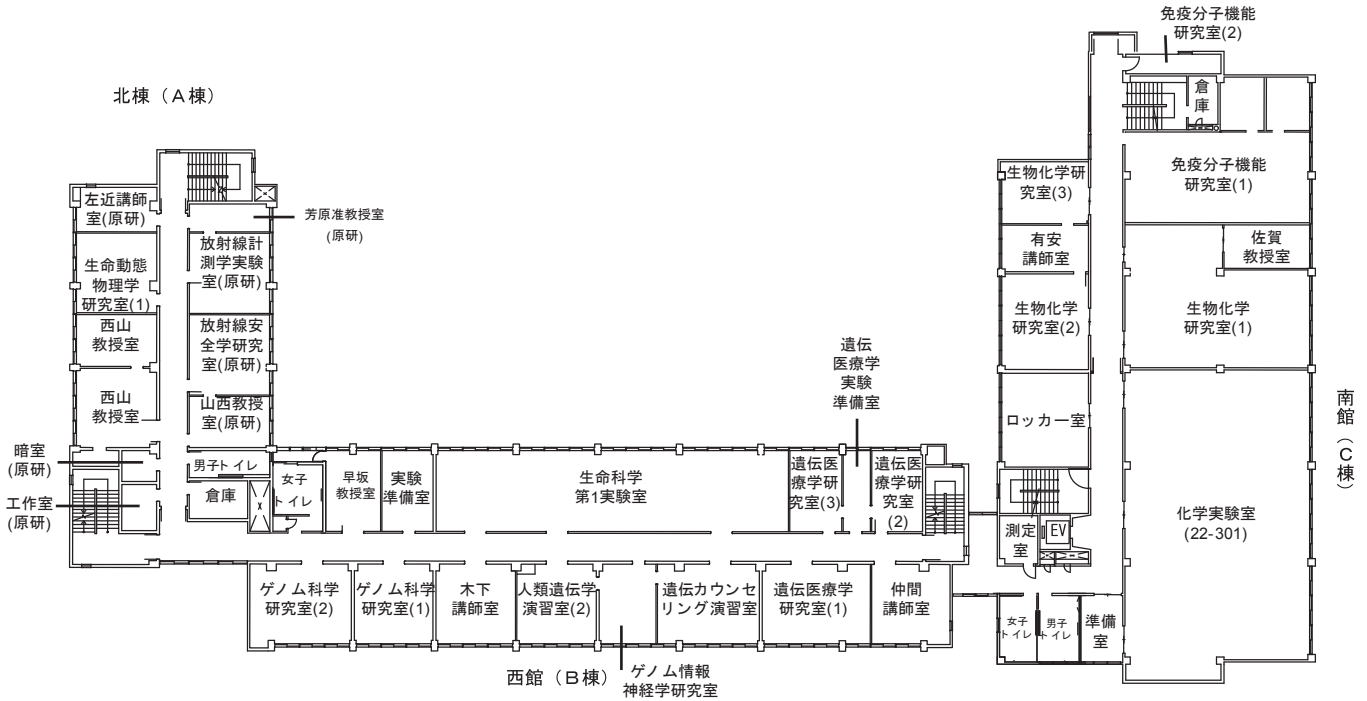 北棟（A棟）
左近講師
室(原研)
芳原准教授室
(原研)
生命動態
物理学
研究室(1)
放射線計
測学実験
室(原研)
西山
教授室
放射線安
全学研究
室(原研)
西山
教授室
山西教授
室(原研)
暗室
(原研)
男子トイレ
工作室
(原研)
倉庫
女子
トイレ
早坂
教授室
実験
準備室
生命科学
第1実験室
遺伝医
療学研
究室(3)
遺伝
医療学
実験
準備室
遺伝医
療学研
究室
(2)
ゲノム科学
研究室(2)
ゲノム科学
研究室(1)
木下
講師室
人類遺伝学
演習室(2)
ゲノム情報
神経学研究室
遺伝カウンセ
リング演習室
遺伝医療学
研究室(1)
仲間
講師室
西館（B棟）
免疫分子機能
研究室(2)
倉
庫
免疫分子機能
研究室(1)
生物化学研
究室(3)
有安
講師室
佐賀
教授室
生物化学
研究室(2)
生物化学
研究室(1)
ロッカー室
測定
室
EV
化学実験室
(22-301)
女子
トイレ
男子
トイレ
準備
室
南館（C棟）